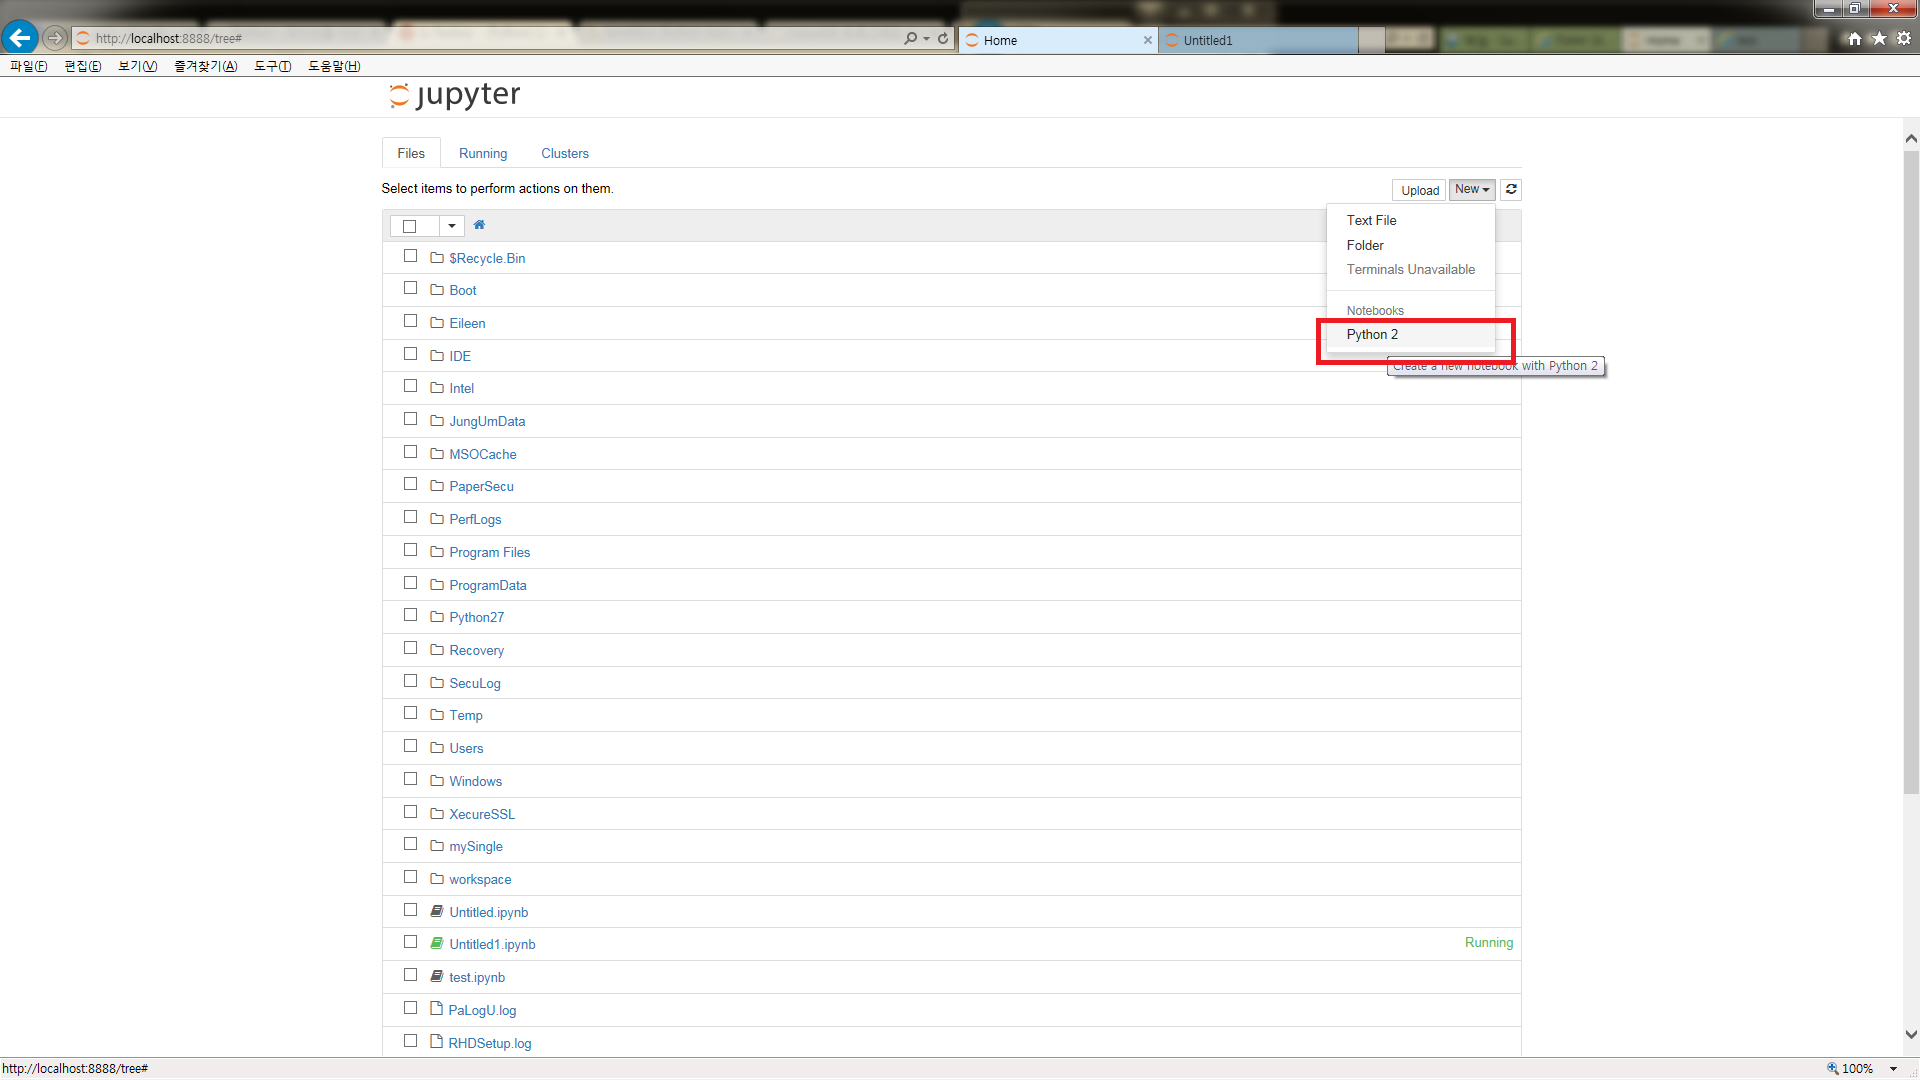 http://localhost:8888/tree#
Home
Untitled1
파일(F) 편집(E) 보기(V) 즐겨찾기(A) 도구(T) 도움말(H)
jupyter
Files Running Clusters
Select items to perform actions on them.
Upload New
Text File
Folder
Terminals Unavailable
Notebooks
Python 2
Create a new notebook with Python 2
$Recycle.Bin
Boot
Eileen
IDE
Intel
JungUmData
MSOCache
PaperSecu
PerfLogs
Program Files
ProgramData
Python27
Recovery
SecuLog
Temp
Users
Windows
XecureSSL
mySingle
workspace
Untitled.ipynb
Untitled1.ipynb Running
test.ipynb
PaLogU.log
RHDSetup.log
http://localhost:8888/tree#
100%